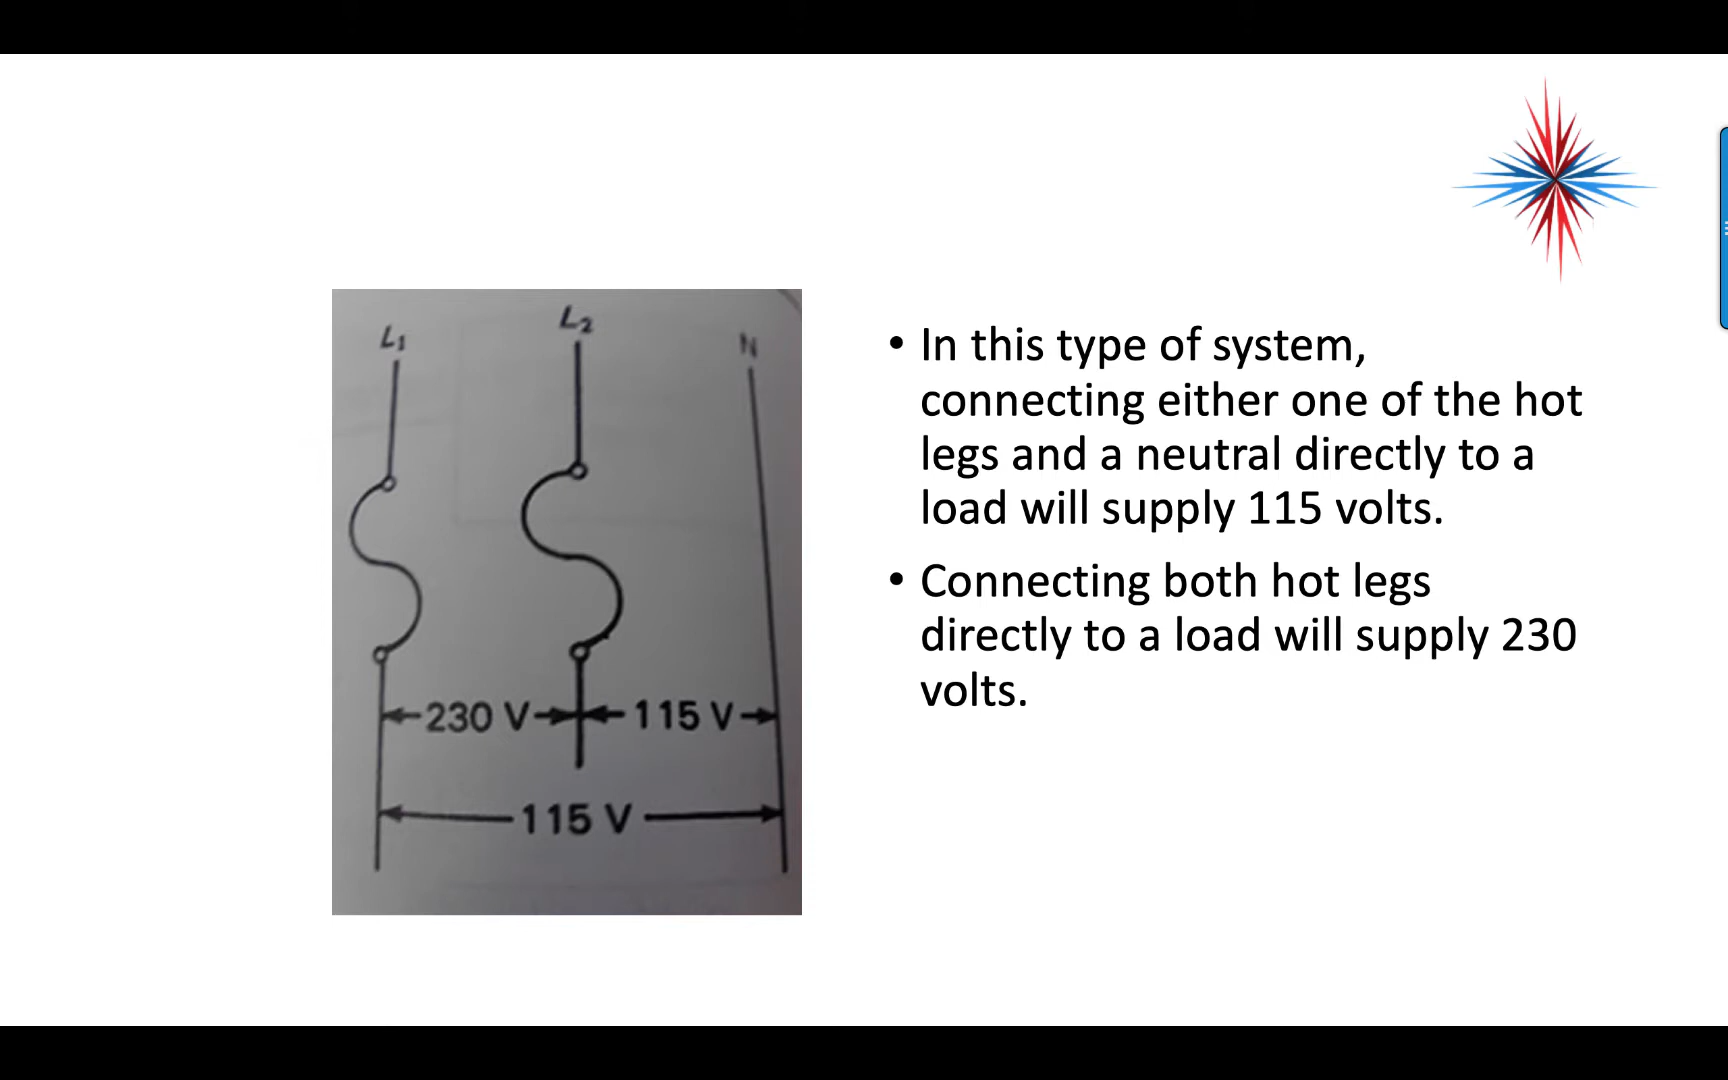 L1
L2
N
230 V
115 V
115 V
• In this type of system,
connecting either one of the hot
legs and a neutral directly to a
load will supply 115 volts.
• Connecting both hot legs
directly to a load will supply 230
volts.